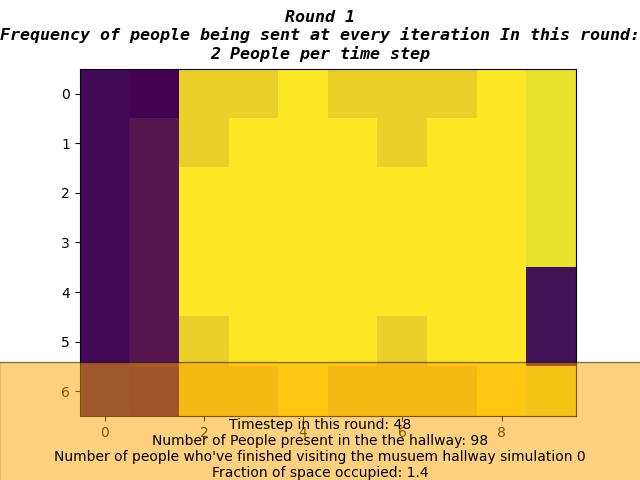 Round 1
Frequency of people being sent at every iteration In this round:
2 People per time step
0
1
2
3
4
5
6
0 2 4 6 8
Timestep in this round: 48
Number of People present in the the hallway: 98
Number of people who've finished visiting the musuem hallway simulation 0
Fraction of space occupied: 1.4